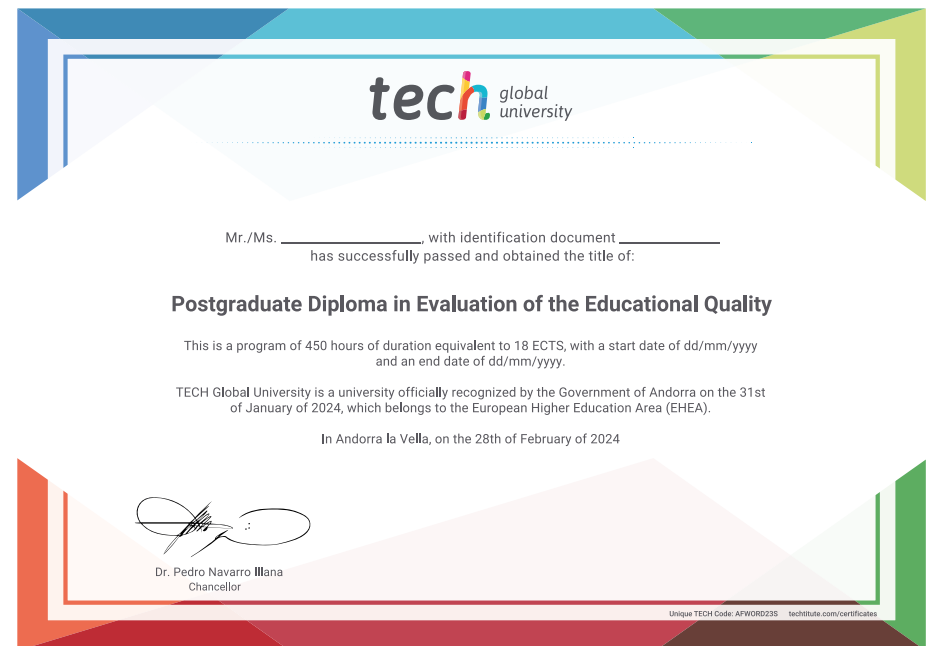 tech global
university
Mr./Ms. ____________________, with identification document ______________
has successfully passed and obtained the title of:
Postgraduate Diploma in Evaluation of the Educational Quality
This is a program of 450 hours of duration equivalent to 18 ECTS, with a start date of dd/mm/yyyy
and an end date of dd/mm/yyyy.
TECH Global University is a university officially recognized by the Government of Andorra on the 31st
of January of 2024, which belongs to the European Higher Education Area (EHEA).
In Andorra la Vella, on the 28th of February of 2024
Dr. Pedro Navarro Illana
Chancellor
Unique TECH Code: AFWORD23S techtitute.com/certificates